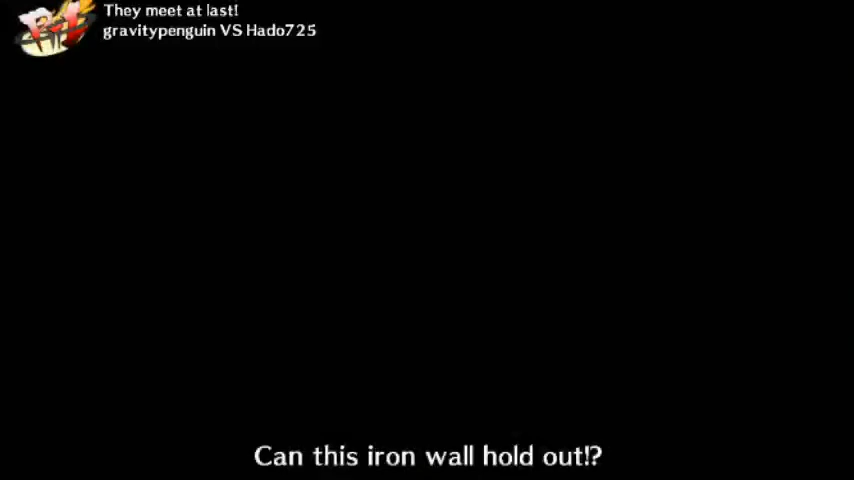 They meet at last!
gravitypenguin VS Hado725
Can this iron wall hold out!?